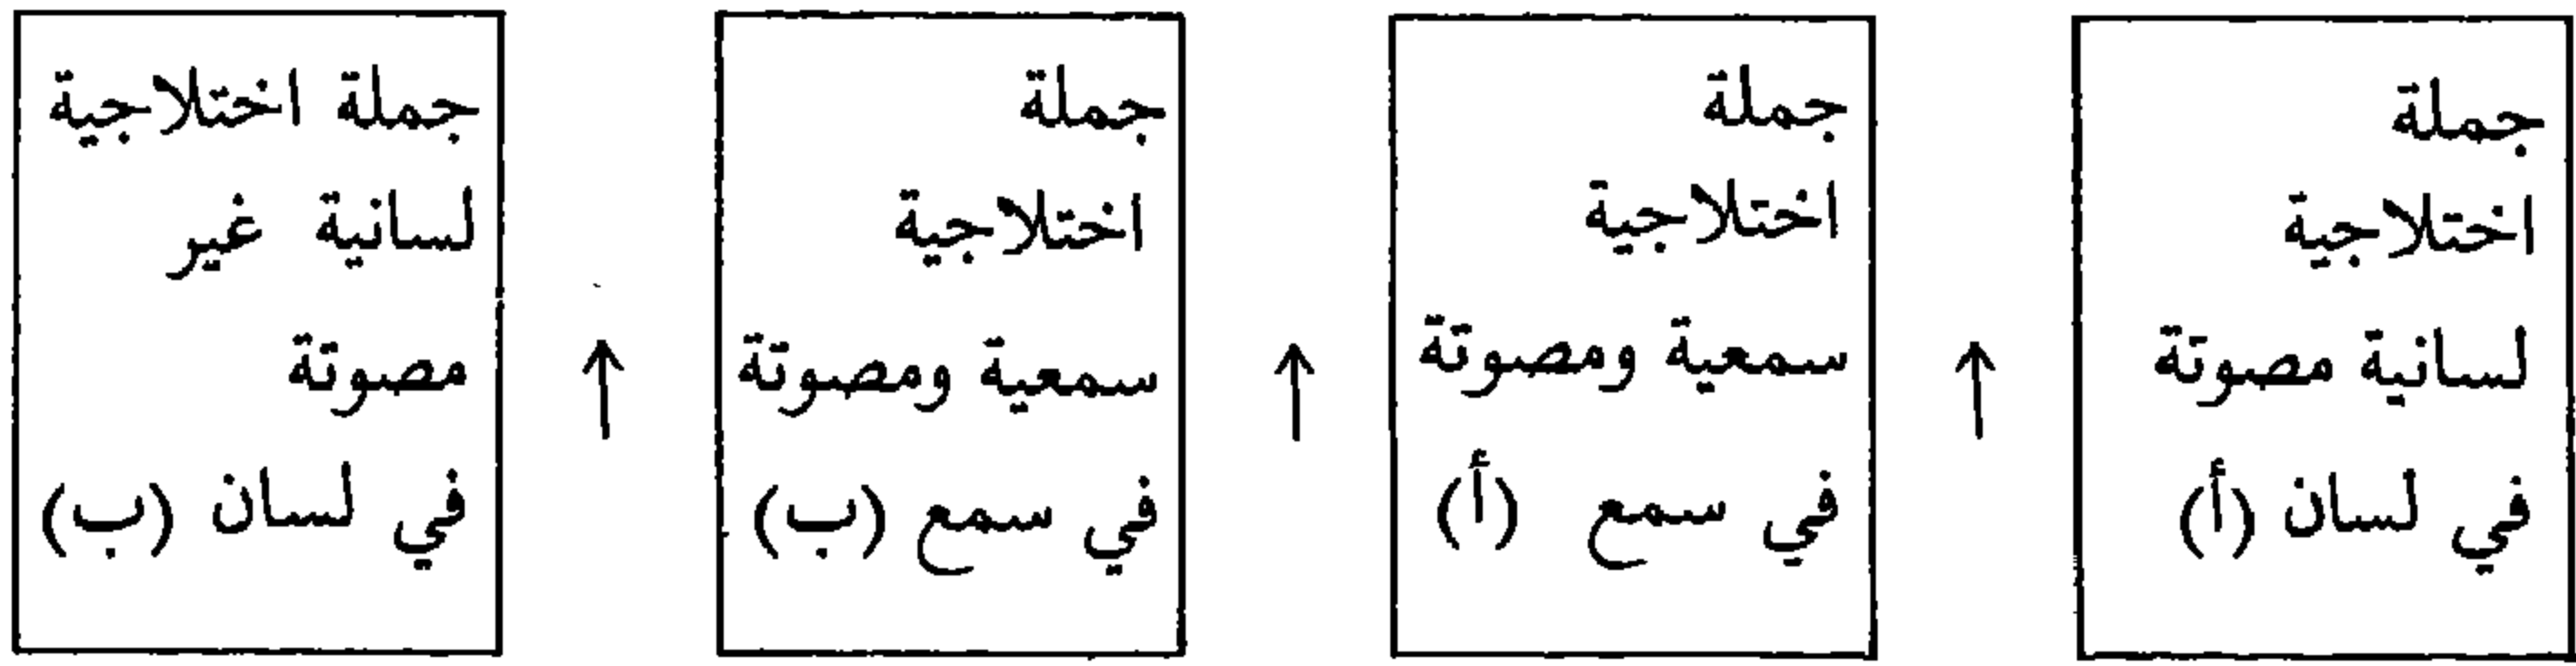 جملة
اختلاجية
لسانية مصوتة
في لسان (أ)
↑
جملة
اختلاجية
سمعية ومصوتة
في سمع (أ)
↑
جملة
اختلاجية
سمعية ومصوتة
في سمع (ب)
↑
جملة اختلاجية
لسانية غير
مصوتة
في لسان (ب)